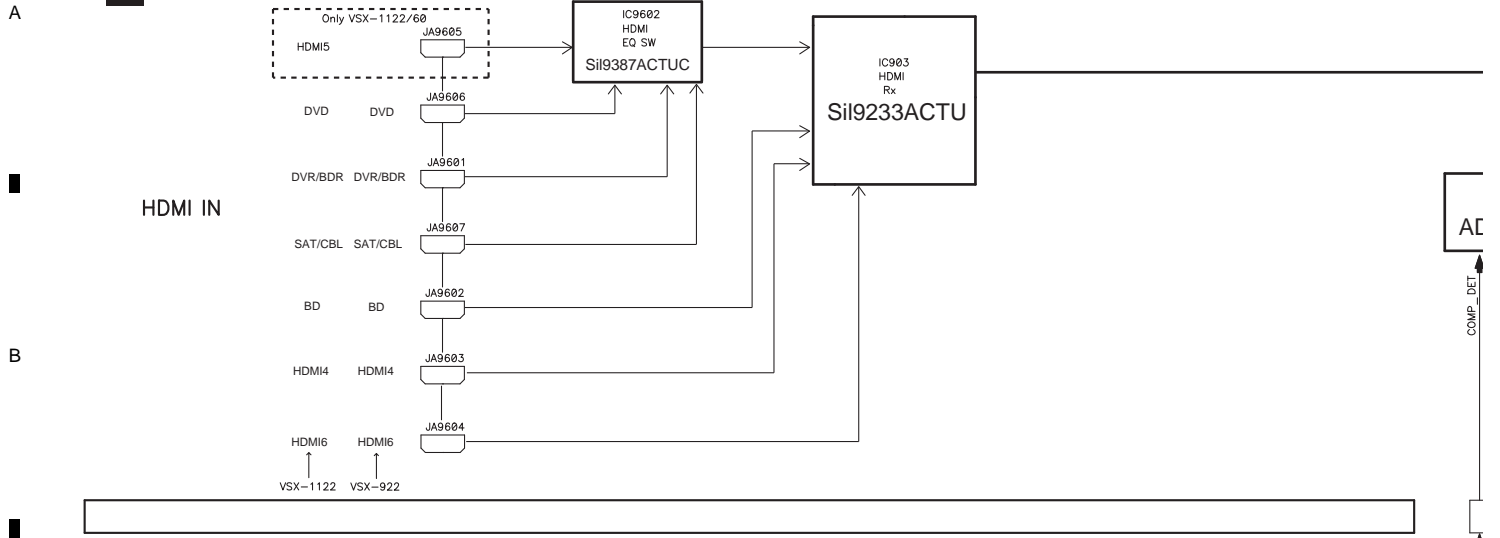 A
Only VSX-1122/60
HDMI5
JA9605
IC9602
HDMI
EQ SW
SiI9387ACTUC
IC903
HDMI
Rx
SiI9233ACTU
DVD DVD
JA9606
DVR/BDR DVR/BDR
JA9601
HDMI IN
SAT/CBL SAT/CBL
JA9607
AD
BD BD
JA9602
COMP_DET
B
HDMI4 HDMI4
JA9603
HDMI6 HDMI6
JA9604
VSX-1122 VSX-922